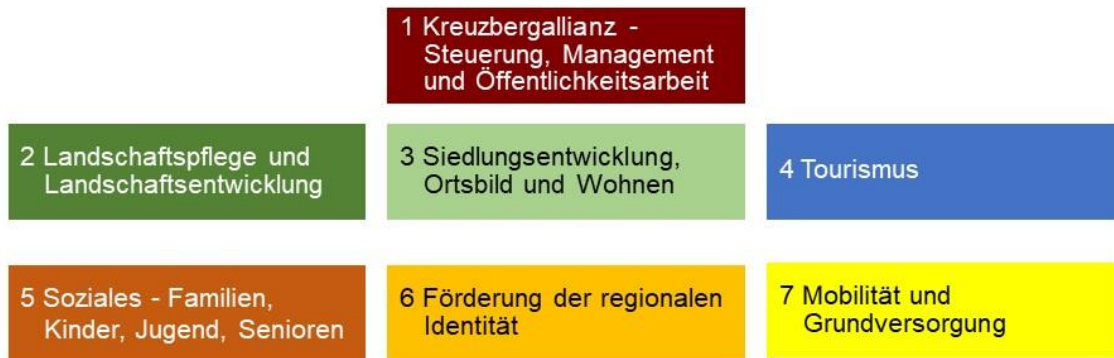 1 Kreuzbergallianz -
Steuerung, Management
und Öffentlichkeitsarbeit
2 Landschaftspflege und
Landschaftsentwicklung
3 Siedlungsentwicklung,
Ortsbild und Wohnen
4 Tourismus
5 Soziales - Familien,
Kinder, Jugend, Senioren
6 Förderung der regionalen
Identität
7 Mobilität und
Grundversorgung